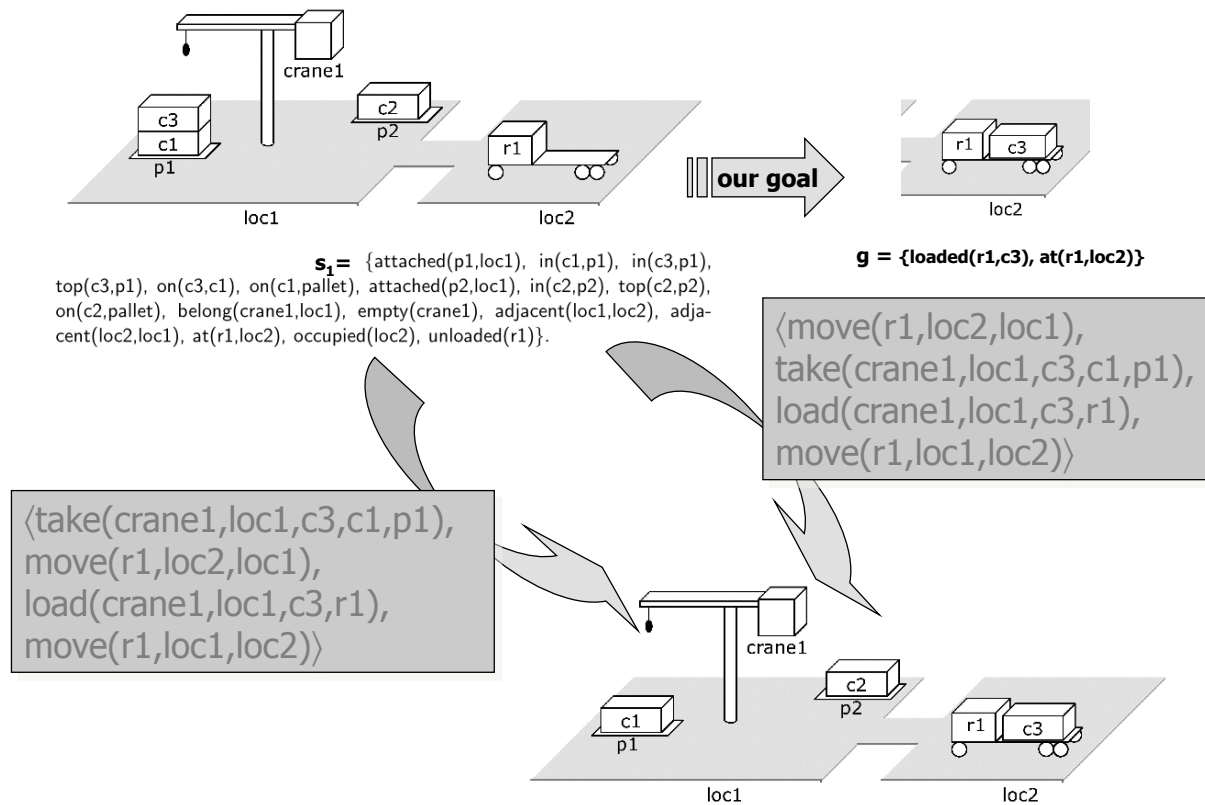 crane1
c3
c1
p1
c2
p2
r1
loc1
loc2
our goal
r1
c3
loc2
s1= {attached(p1,loc1), in(c1,p1), in(c3,p1),
top(c3,p1), on(c3,c1), on(c1,pallet), attached(p2,loc1), in(c2,p2), top(c2,p2),
on(c2,pallet), belong(crane1,loc1), empty(crane1), adjacent(loc1,loc2), adja-
cent(loc2,loc1), at(r1,loc2), occupied(loc2), unloaded(r1)}.
g = {loaded(r1,c3), at(r1,loc2)}
⟨move(r1,loc2,loc1),
take(crane1,loc1,c3,c1,p1),
load(crane1,loc1,c3,r1),
move(r1,loc1,loc2)⟩
⟨take(crane1,loc1,c3,c1,p1),
move(r1,loc2,loc1),
load(crane1,loc1,c3,r1),
move(r1,loc1,loc2)⟩
crane1
c1
p1
c2
p2
r1
c3
loc1
loc2